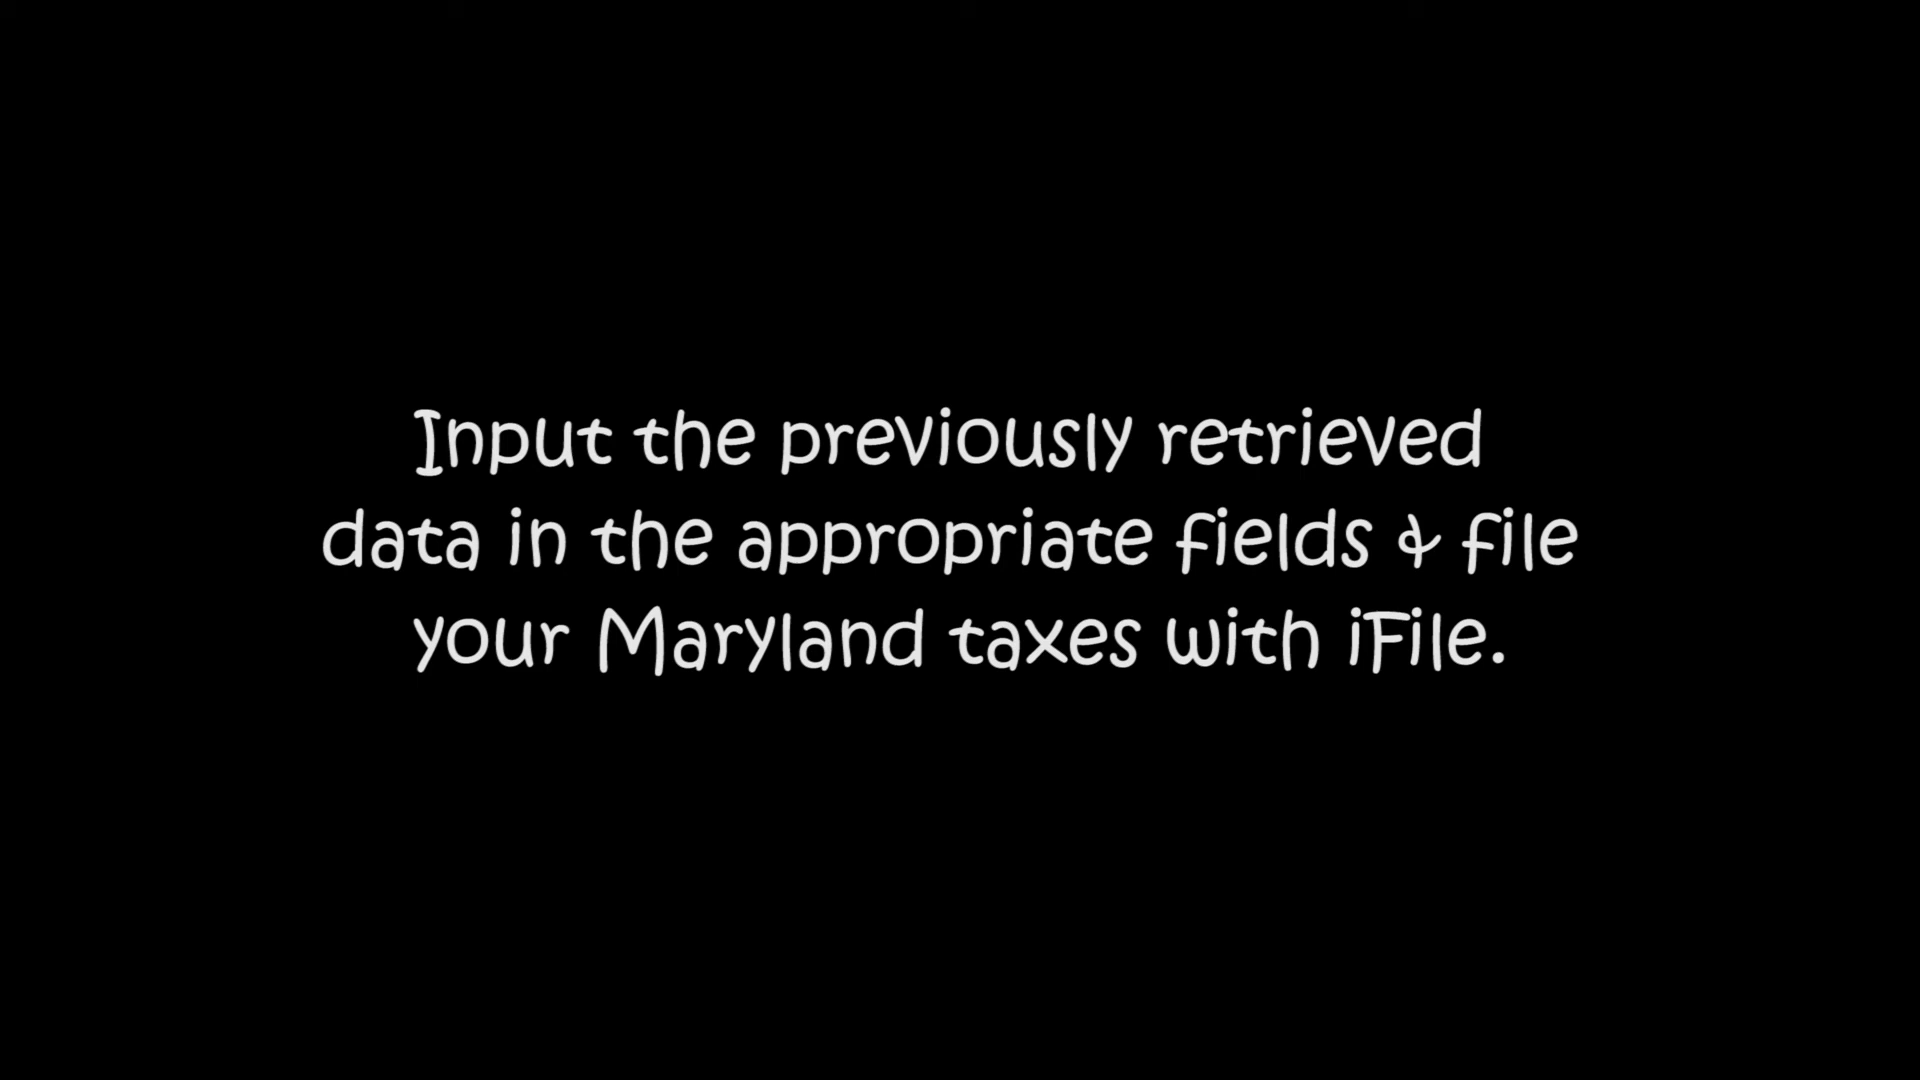 Input the previously retrieved
data in the appropriate fields & file
your Maryland taxes with iFile.